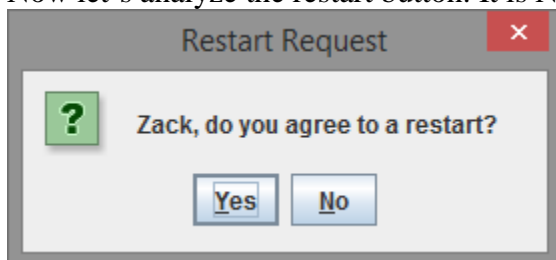 Now let's analyze the restart button. It is N
Restart Request
Zack, do you agree to a restart?
Yes
No